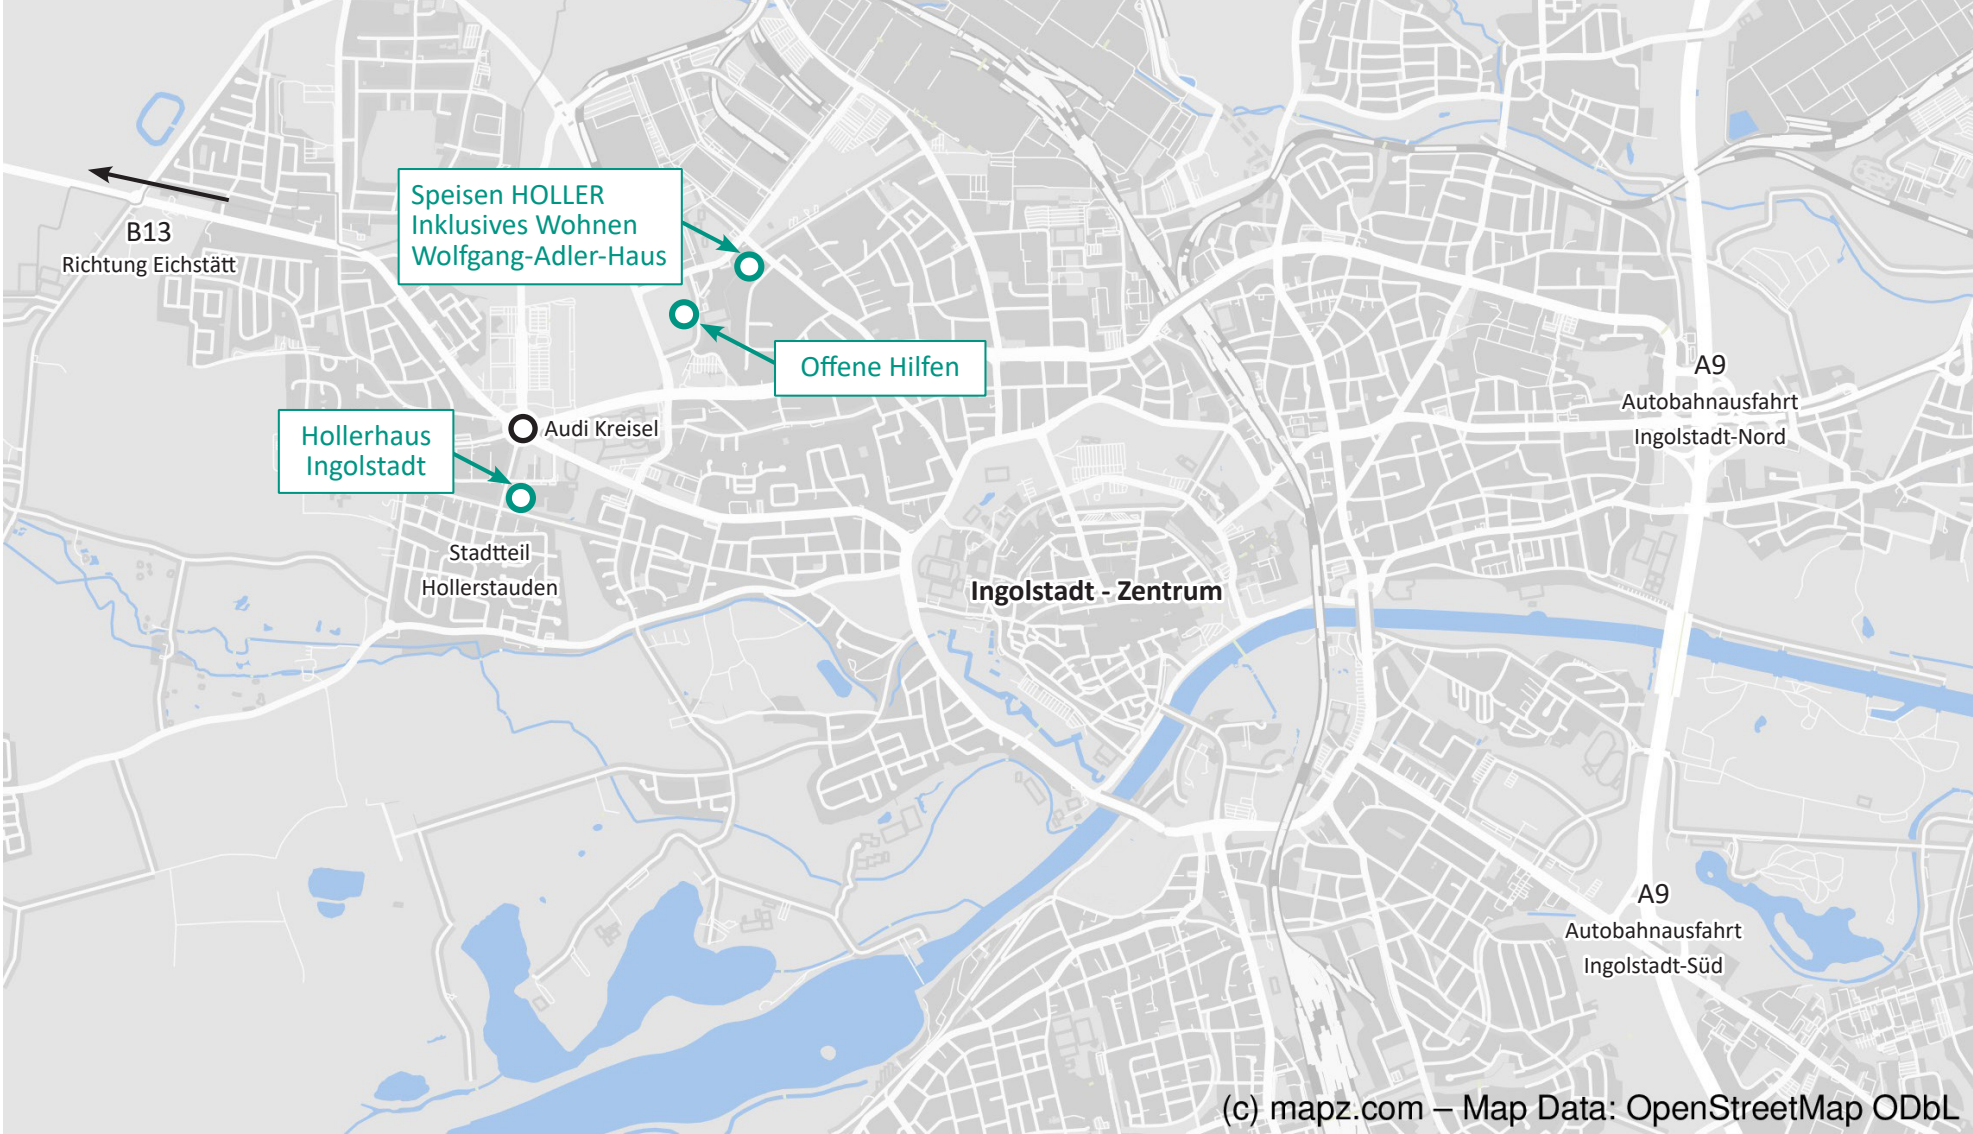 Speisen HOLLER
Inklusives Wohnen
Wolfgang-Adler-Haus
B13
Richtung Eichstätt
Offene Hilfen
A9
Autobahnausfahrt
Ingolstadt-Nord
Hollerhaus
Ingolstadt
Audi Kreisel
Stadtteil
Hollerstauden
Ingolstadt - Zentrum
A9
Autobahnausfahrt
Ingolstadt-Süd
(c) mapz.com – Map Data: OpenStreetMap ODbL